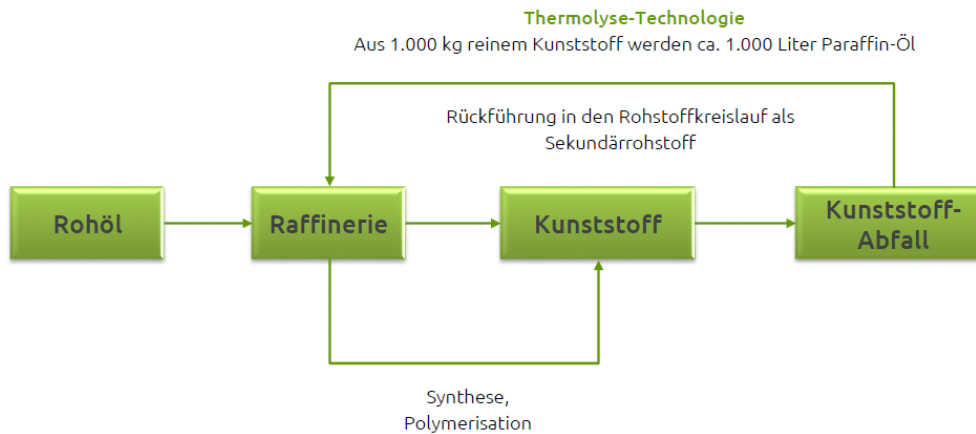 Thermolyse-Technologie
Aus 1.000 kg reinem Kunststoff werden ca. 1.000 Liter Paraffin-Öl
Rückführung in den Rohstoffkreislauf als
Sekundärrohstoff
Rohöl
Raffinerie
Kunststoff
Kunststoff-
Abfall
Synthese,
Polymerisation